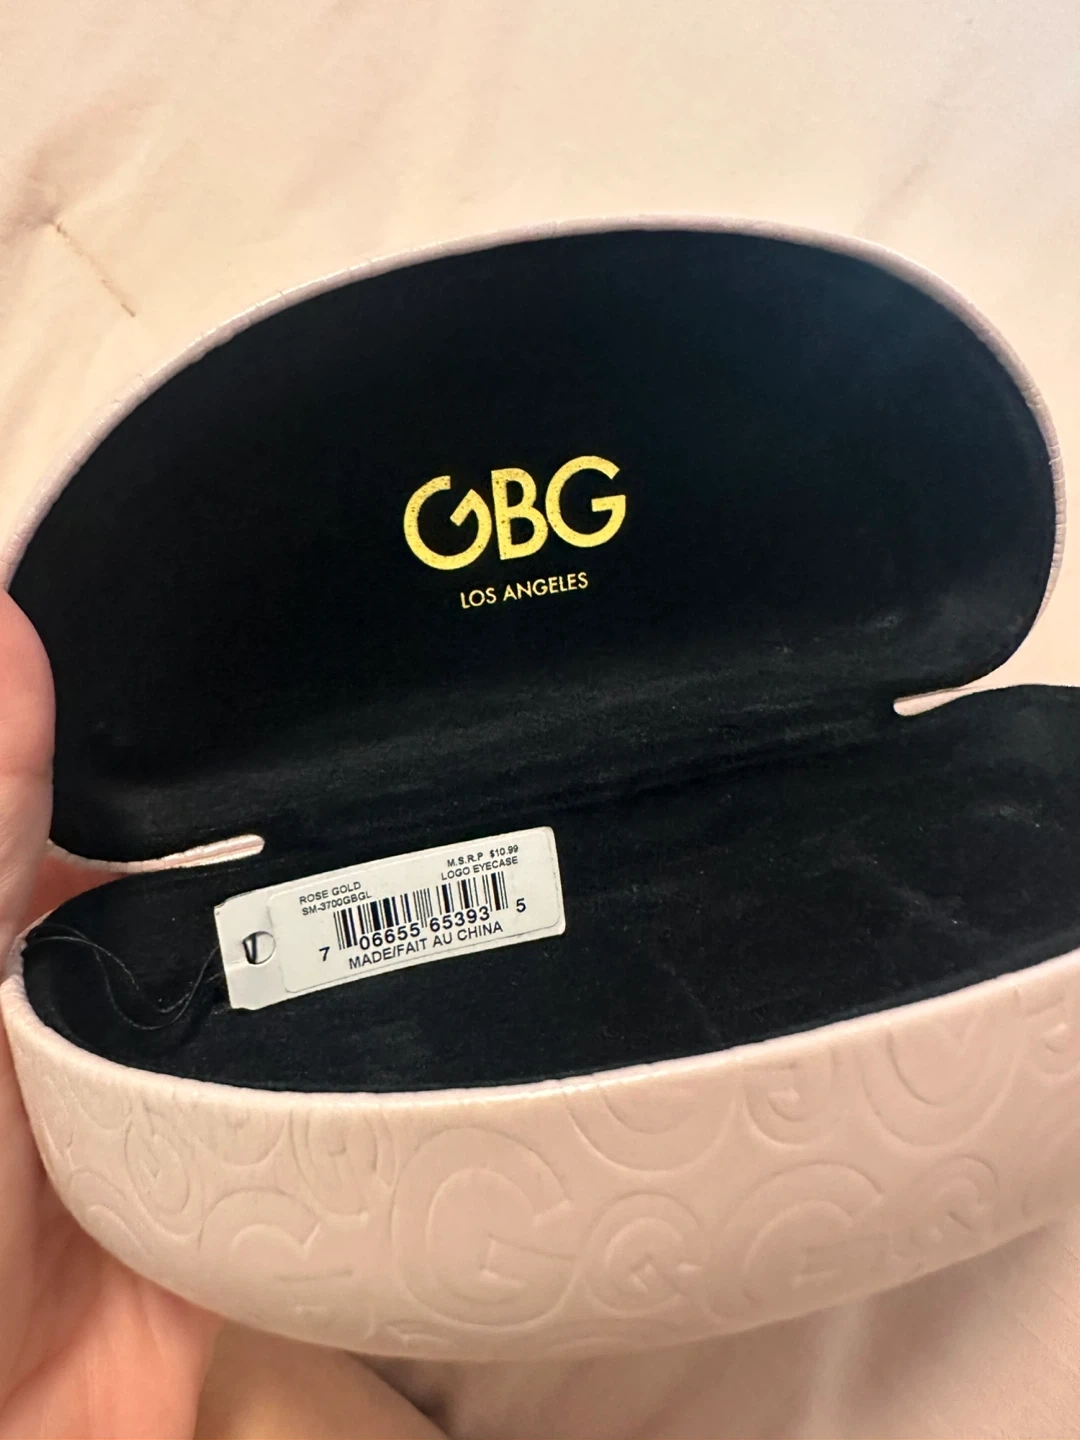 GBG
LOS ANGELES
M.S.R.P $10.99
LOGO EYECASE
ROSE GOLD
SM-3700GBGL
7 06655 65393 5
MADE/FAIT AU CHINA